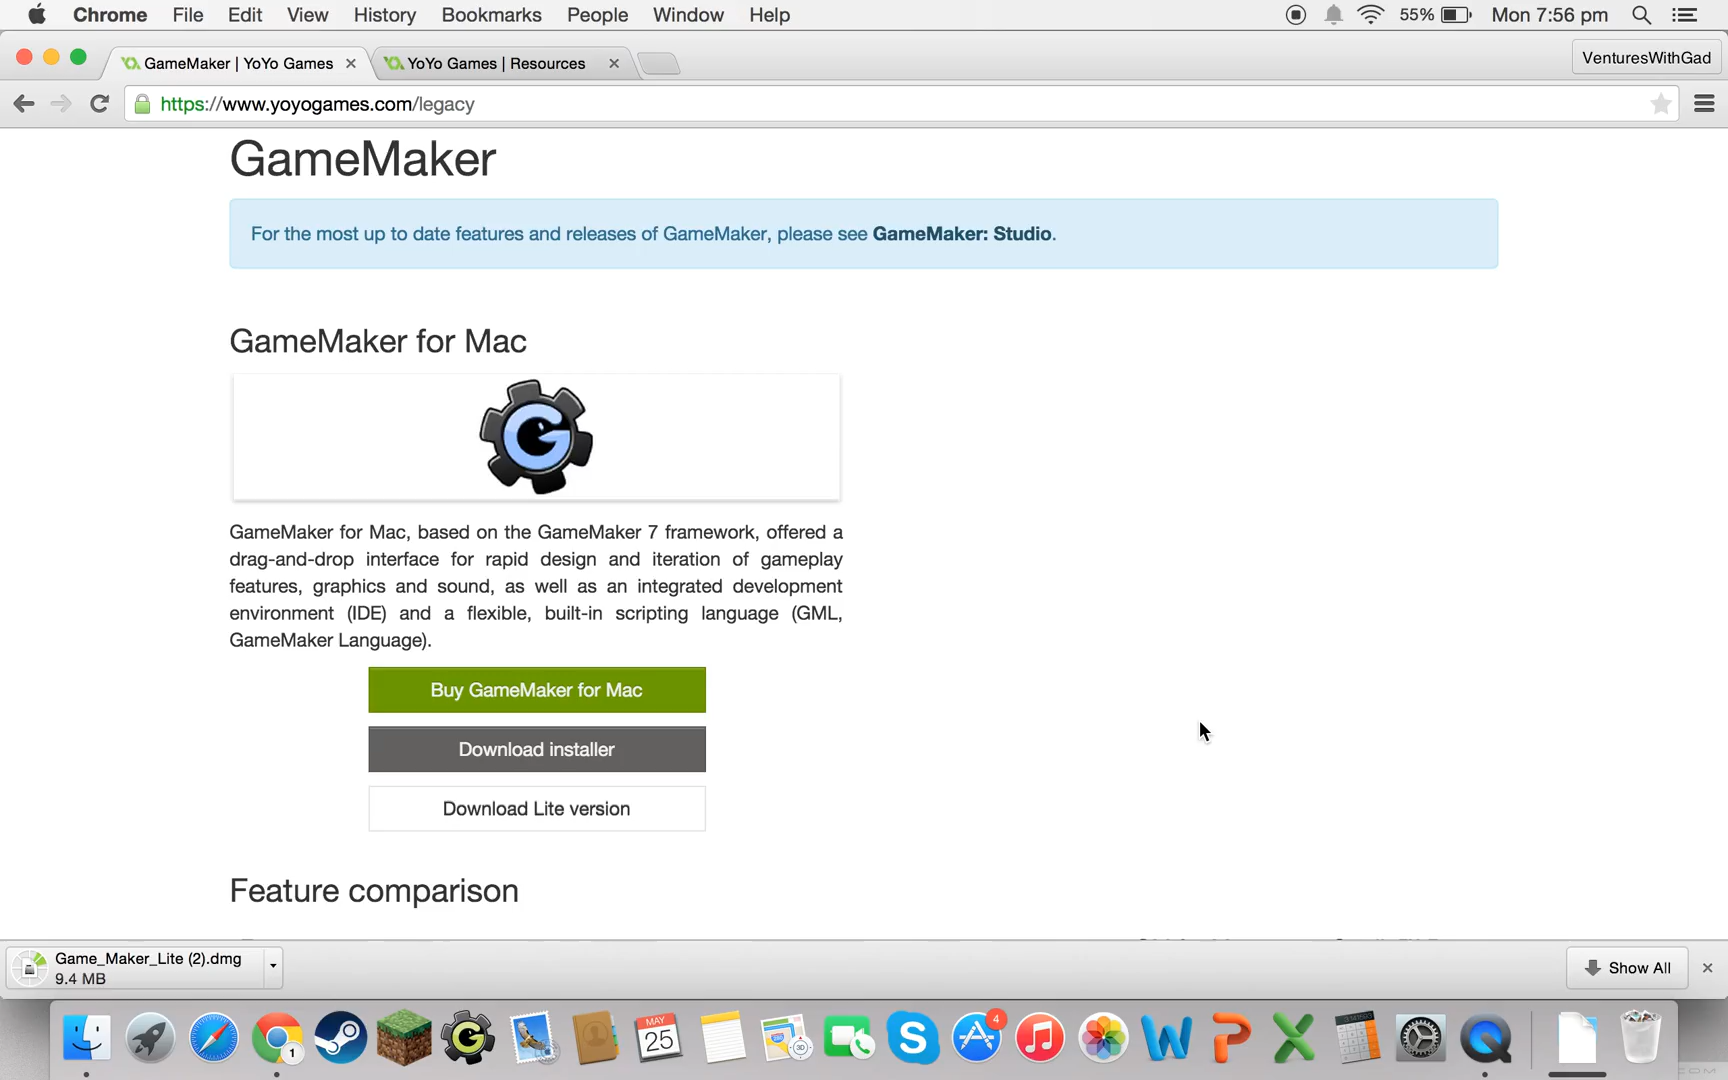 Chrome File Edit View History Bookmarks People Window Help 55% Mon 7:56 pm
GameMaker | YoYo Games YoYo Games | Resources VenturesWithGad
https://www.yoyogames.com/legacy
GameMaker
For the most up to date features and releases of GameMaker, please see GameMaker: Studio.
GameMaker for Mac
GameMaker for Mac, based on the GameMaker 7 framework, offered a
drag-and-drop interface for rapid design and iteration of gameplay
features, graphics and sound, as well as an integrated development
environment (IDE) and a flexible, built-in scripting language (GML,
GameMaker Language).
Buy GameMaker for Mac
Download installer
Download Lite version
Feature comparison
Game_Maker_Lite (2).dmg
9.4 MB
Show All
4
MAY
25
3D
1